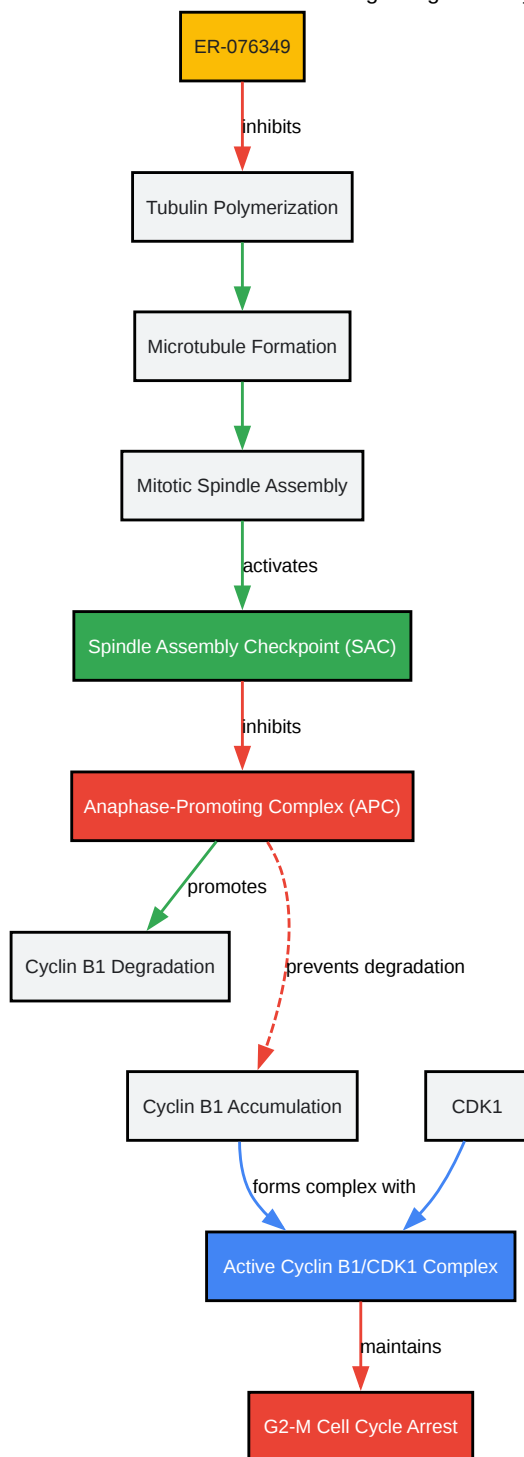 ER-076349
inhibits
Tubulin Polymerization
Microtubule Formation
Mitotic Spindle Assembly
activates
Spindle Assembly Checkpoint (SAC)
inhibits
Anaphase-Promoting Complex (APC)
promotes
Cyclin B1 Degradation
prevents degradation
Cyclin B1 Accumulation
CDK1
forms complex with
Active Cyclin B1/CDK1 Complex
maintains
G2-M Cell Cycle Arrest